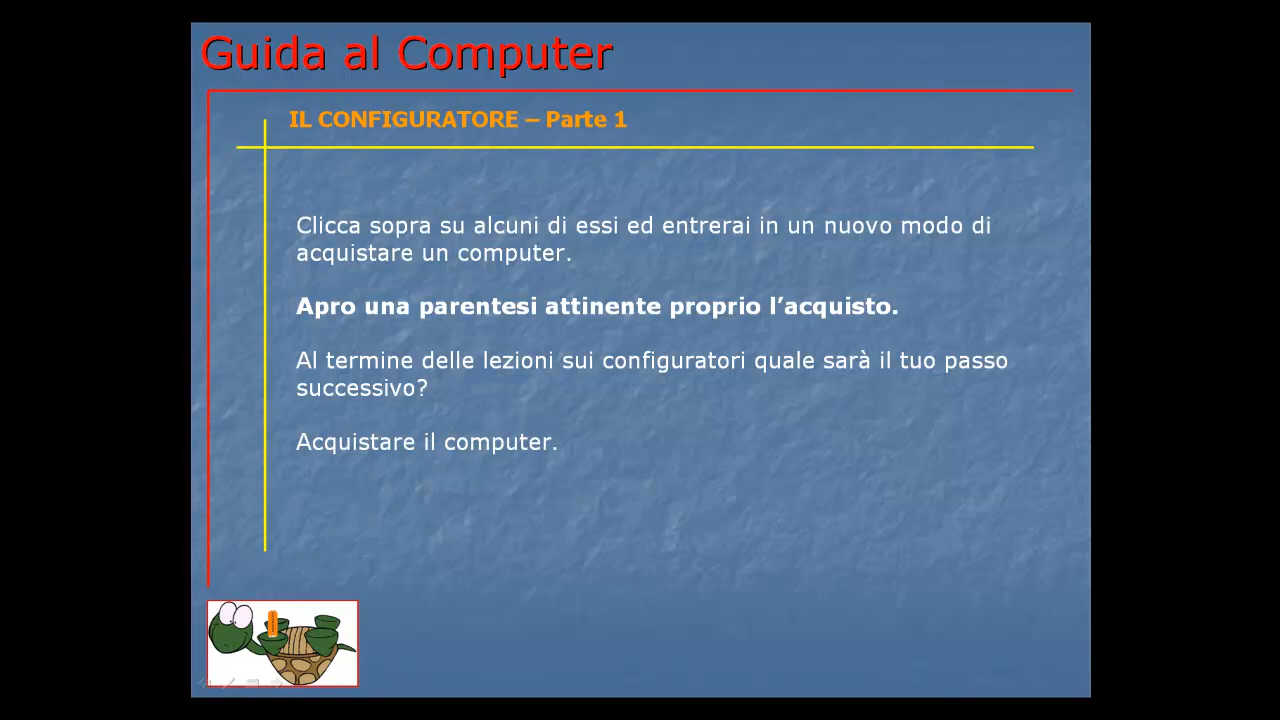 Guida al Computer
IL CONFIGURATORE – Parte 1
Clicca sopra su alcuni di essi ed entrerai in un nuovo modo di
acquistare un computer.
Apro una parentesi attinente proprio l’acquisto.
Al termine delle lezioni sui configuratori quale sarà il tuo passo
successivo?
Acquistare il computer.